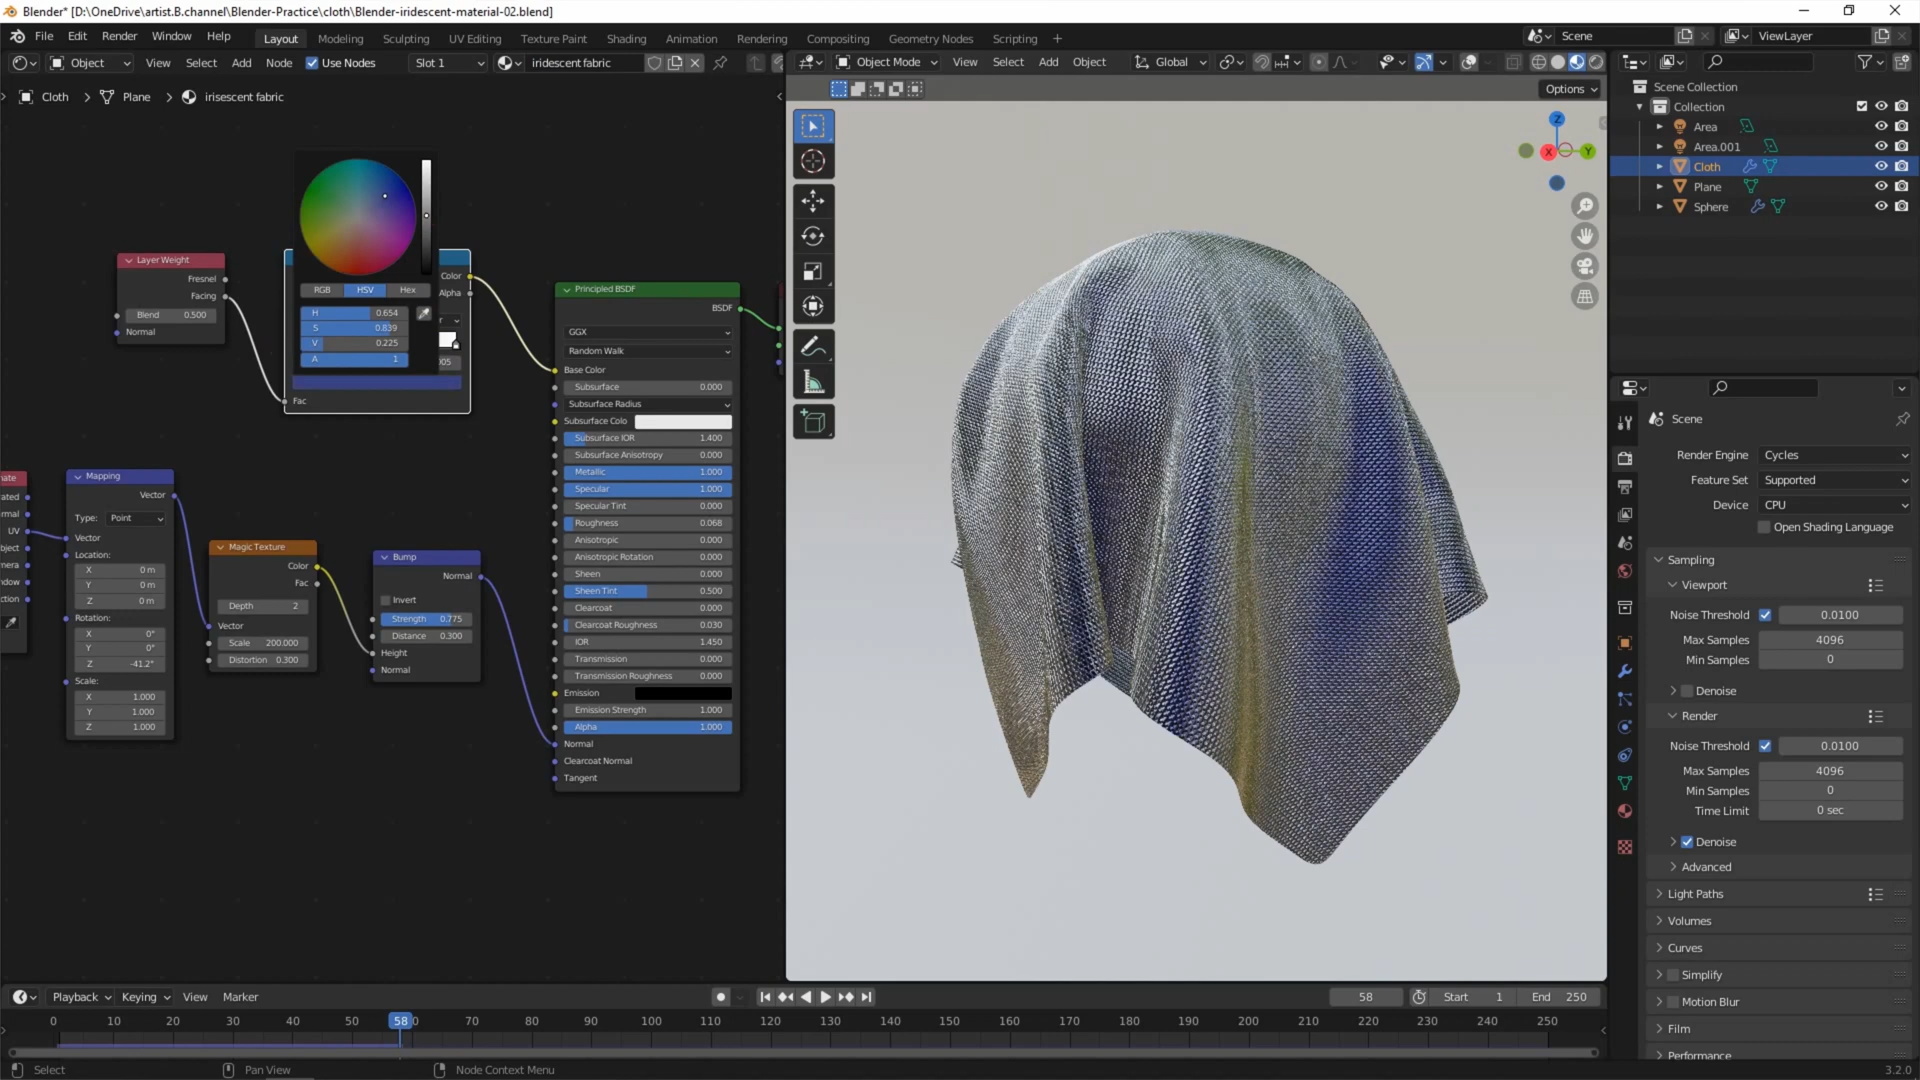 Blender* [D:\OneDrive\artist.B.channel\Blender-Practice\cloth\Blender-iridescent-material-02.blend]
File Edit Render Window Help Layout Modeling Sculpting UV Editing Texture Paint Shading Animation Rendering Compositing Geometry Nodes Scripting + Scene ViewLayer
Object View Select Add Node Use Nodes Slot 1 iridescent fabric
Object Mode View Select Add Object Global
Options
Cloth > Plane > irisescent fabric
Layer Weight
Fresnel
Facing
Blend 0.500
Normal
RGB HSV Hex
H 0.654
S 0.839
V 0.225
A 1
Color
Alpha
Fac
Principled BSDF
BSDF
GGX
Random Walk
Base Color
Subsurface 0.000
Subsurface Radius
Subsurface Colo
Subsurface IOR 1.400
Subsurface Anisotropy 0.000
Metallic 1.000
Specular 1.000
Specular Tint 0.000
Roughness 0.068
Anisotropic 0.000
Anisotropic Rotation 0.000
Sheen 0.000
Sheen Tint 0.500
Clearcoat 0.000
Clearcoat Roughness 0.030
IOR 1.450
Transmission 0.000
Transmission Roughness 0.000
Emission
Emission Strength 1.000
Alpha 1.000
Normal
Clearcoat Normal
Tangent
UV
Mapping
Vector
Type: Point
Vector
Location:
X 0 m
Y 0 m
Z 0 m
Rotation:
X 0°
Y 0°
Z -41.2°
Scale:
X 1.000
Y 1.000
Z 1.000
Magic Texture
Color
Fac
Depth 2
Vector
Scale 200.000
Distortion 0.300
Bump
Normal
Invert
Strength 0.775
Distance 0.300
Height
Normal
Z
X
Y
Scene Collection
Collection
Area
Area.001
Cloth
Plane
Sphere
Scene
Render Engine Cycles
Feature Set Supported
Device CPU
Open Shading Language
Sampling
Viewport
Noise Threshold 0.0100
Max Samples 4096
Min Samples 0
Denoise
Render
Noise Threshold 0.0100
Max Samples 4096
Min Samples 0
Time Limit 0 sec
Denoise
Advanced
Light Paths
Volumes
Curves
Simplify
Motion Blur
Film
Performance
Playback Keying View Marker 58 Start 1 End 250
0 10 20 30 40 50 58 70 80 90 100 110 120 130 140 150 160 170 180 190 200 210 220 230 240 250
Select Pan View Node Context Menu 3.2.0